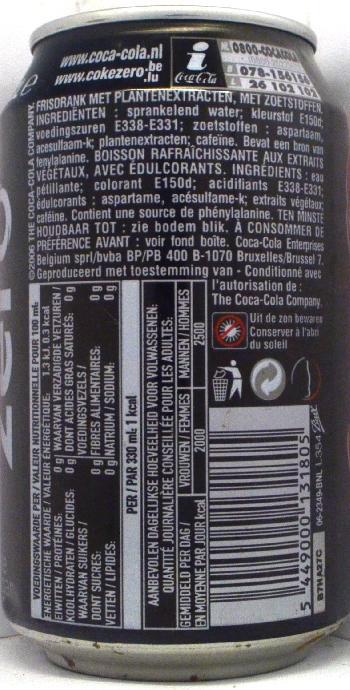 www.coca-cola.nl
www.cokezero.be
.lu
i
Coca-Cola
0800-COCACOLA
26 102 102
©2006 THE COCA-COLA COMPANY.
FRISDRANK MET PLANTENEXTRACTEN, MET ZOETSTOFFEN.
INGREDIËNTEN : sprankelend water; kleurstof E150d;
voedingszuren E338-E331; zoetstoffen : aspartaam,
acesulfaam-k; plantenextracten; cafeïne. Bevat een bron van
fenylalanine. BOISSON RAFRAÎCHISSANTE AUX EXTRAITS
VÉGÉTAUX, AVEC ÉDULCORANTS. INGRÉDIENTS : eau
pétillante; colorant E150d; acidifiants E338-E331;
édulcorants : aspartame, acésulfame-k; extraits végétaux;
caféine. Contient une source de phénylalanine. TEN MINSTE
HOUDBAAR TOT : zie bodem blik. À CONSOMMER DE
PRÉFÉRENCE AVANT : voir fond boîte. Coca-Cola Enterprises
Belgium sprl/bvba BP/PB 400 B-1070 Bruxelles/Brussel 7.
Geproduceerd met toestemming van - Conditionné avec
l'autorisation de :
The Coca-Cola Company.
Uit de zon bewaren
Conserver à l'abri
du soleil
zero
VOEDINGSWAARDE PER / VALEUR NUTRITIONNELLE POUR 100 ml:
ENERGETISCHE WAARDE / VALEUR ÉNERGÉTIQUE: 1,3 kJ 0,3 kcal
EIWITTEN / PROTÉINES: 0 g
KOOLHYDRATEN / GLUCIDES: 0 g
WAARVAN SUIKERS /
DONT SUCRES: 0 g
VETTEN / LIPIDES: 0 g
WAARVAN VERZADIGDE VETZUREN /
DONT ACIDES GRAS SATURÉS: 0 g
VOEDINGSVEZELS /
FIBRES ALIMENTAIRES: 0 g
NATRIUM / SODIUM: 0 g
PER / PAR 330 ml: 1 kcal
AANBEVOLEN DAGELIJKSE HOEVEELHEID VOOR VOLWASSENEN:
QUANTITÉ JOURNALIÈRE CONSEILLÉE POUR LES ADULTES:
GEMIDDELD PER DAG /
EN MOYENNE PAR JOUR kcal
VROUWEN / FEMMES
2000
MANNEN / HOMMES
2500
5 449000 131805
06-2349-BNL L 354
B7HA27C